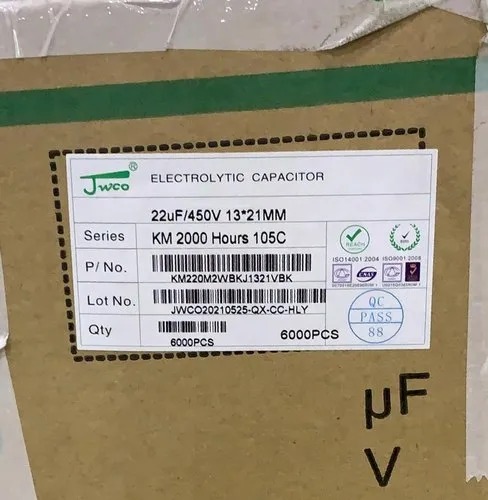 Jwco®
ELECTROLYTIC CAPACITOR
22uF/450V 13*21MM
Series KM 2000 Hours 105C
REACH
ISO14001 2004 ISO9001 2008
P/ No. KM220M2WBKJ1321VBK
Lot No. JWCO20210525-QX-CC-HLY
Qty 6000PCS 6000PCS
QC
PASS
88
µF
V